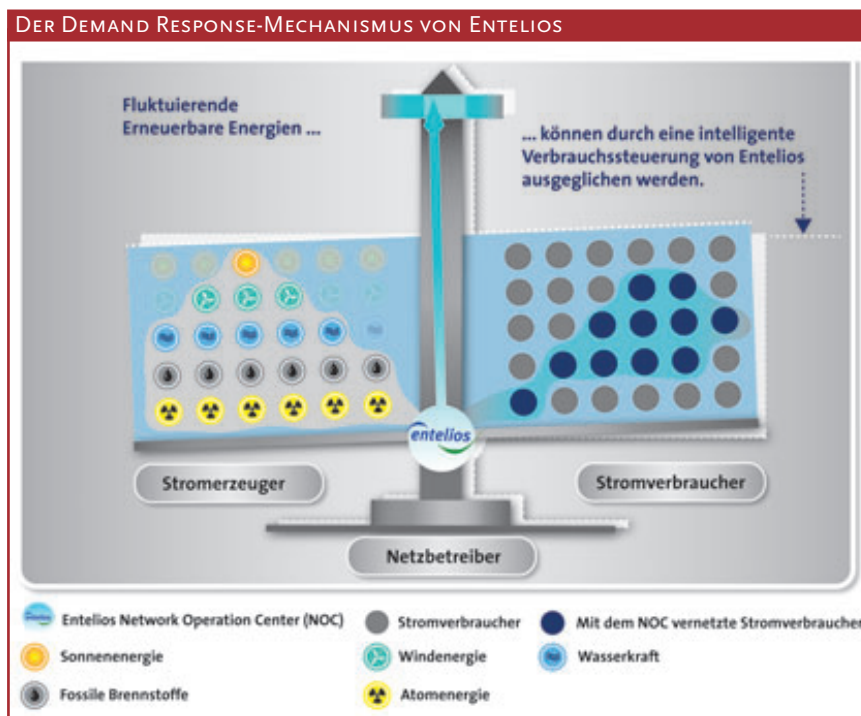 Der Demand Response-Mechanismus von Entelios
Fluktuierende
Erneuerbare Energien ...
... können durch eine intelligente
Verbrauchssteuerung von Entelios
ausgeglichen werden.
entelios
Stromerzeuger
Stromverbraucher
Netzbetreiber
Entelios Network Operation Center (NOC)
Stromverbraucher
Mit dem NOC vernetzte Stromverbraucher
Sonnenenergie
Windenergie
Wasserkraft
Fossile Brennstoffe
Atomenergie